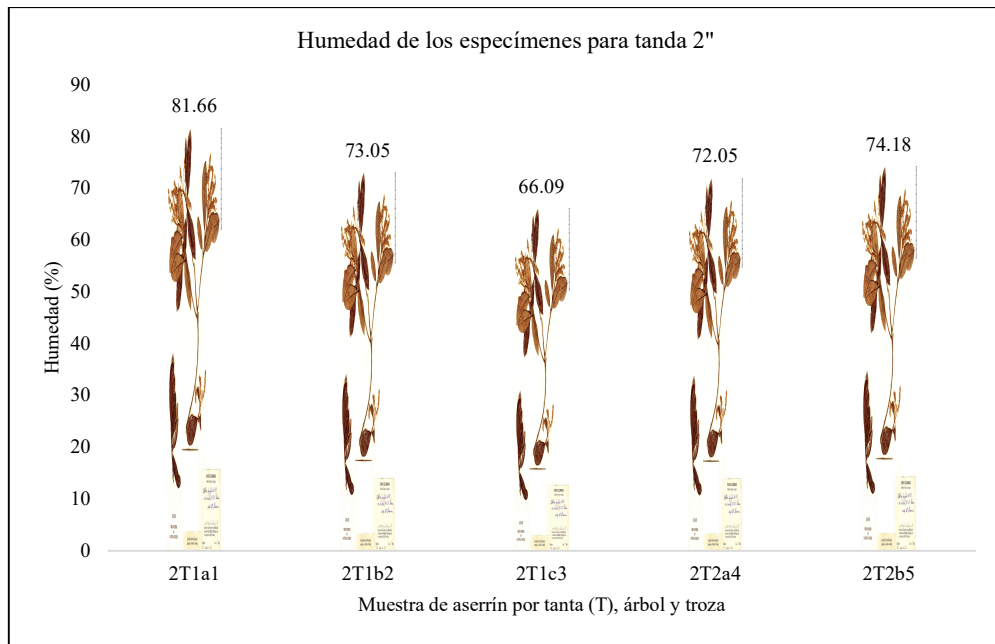 Humedad de los especímenes para tanda 2"
90
80
70
60
50
40
30
20
10
0
Humedad (%)
81.66
73.05
66.09
72.05
74.18
2T1a1
2T1b2
2T1c3
2T2a4
2T2b5
Muestra de aserrín por tanta (T), árbol y troza